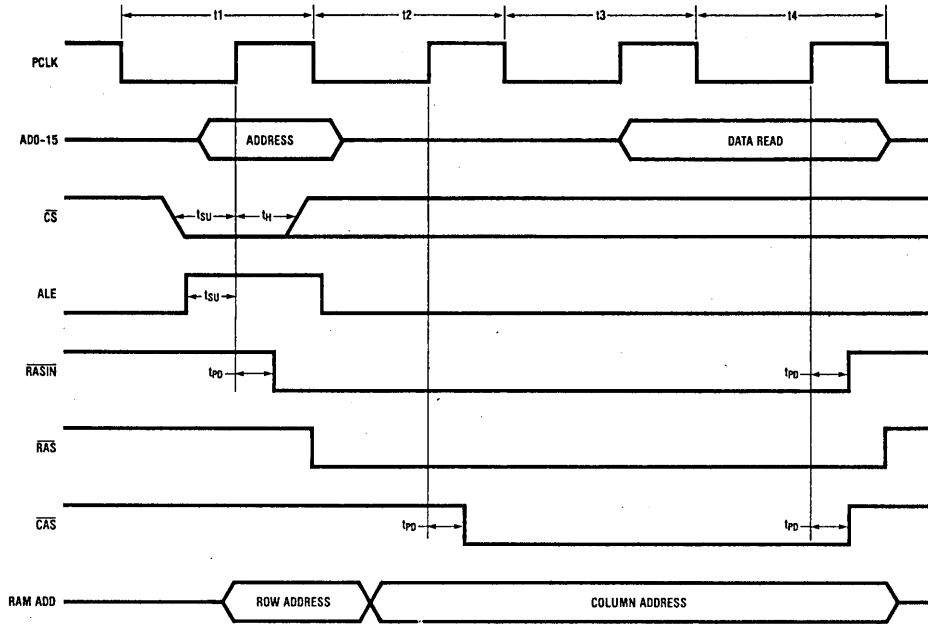 t1 t2 t3 t4
PCLK
AD0-15 ADDRESS DATA READ
CS tSU tH
ALE tSU
RASIN tPD tPD
RAS
CAS tPD tPD
RAM ADD ROW ADDRESS COLUMN ADDRESS